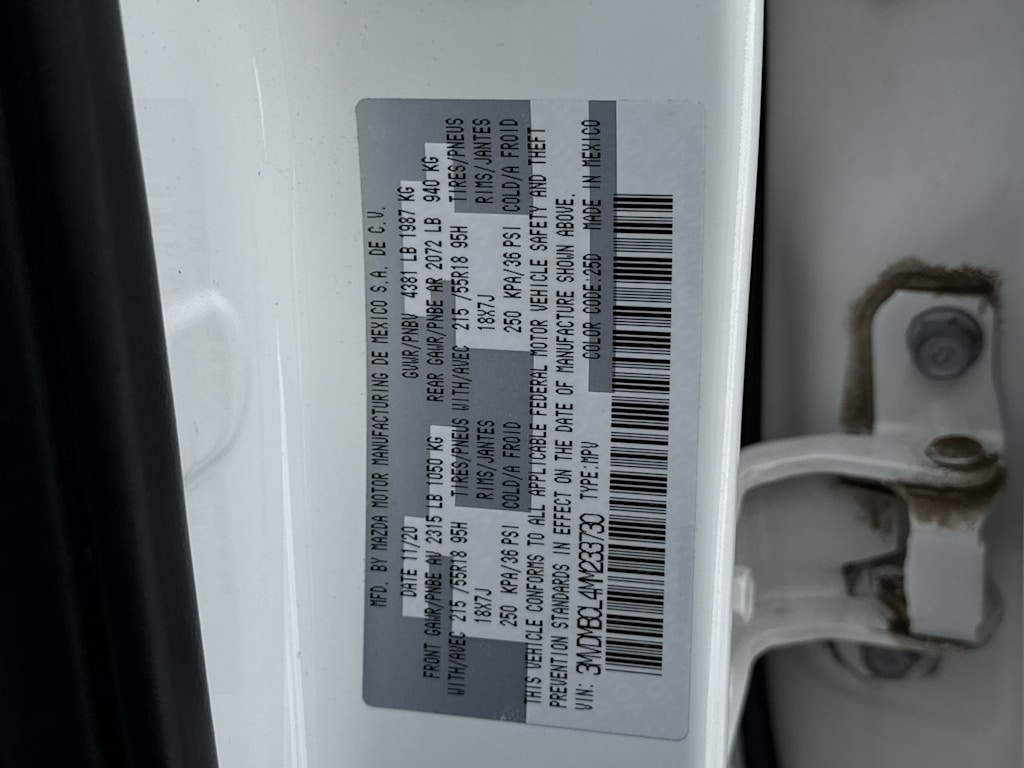 MFD. BY MAZDA MOTOR MANUFACTURING DE MEXICO S.A. DE C.V.
DATE 11/20 GVWR/PNBV 4381 LB 1987 KG
FRONT GAWR/PNBE AV 2315 LB 1050 KG REAR GAWR/PNBE AR 2072 LB 940 KG
WITH/AVEC 215 /55R18 95H TIRES/PNEUS WITH/AVEC 215 /55R18 95H TIRES/PNEUS
18X7J RIMS/JANTES 18X7J RIMS/JANTES
250 KPA/36 PSI COLD/A FROID 250 KPA/36 PSI COLD/A FROID
THIS VEHICLE CONFORMS TO ALL APPLICABLE FEDERAL MOTOR VEHICLE SAFETY AND THEFT
PREVENTION STANDARDS IN EFFECT ON THE DATE OF MANUFACTURE SHOWN ABOVE.
VIN: 3MVDMBCL4MM233730 TYPE:MPV COLOR CODE:25D MADE IN MEXICO